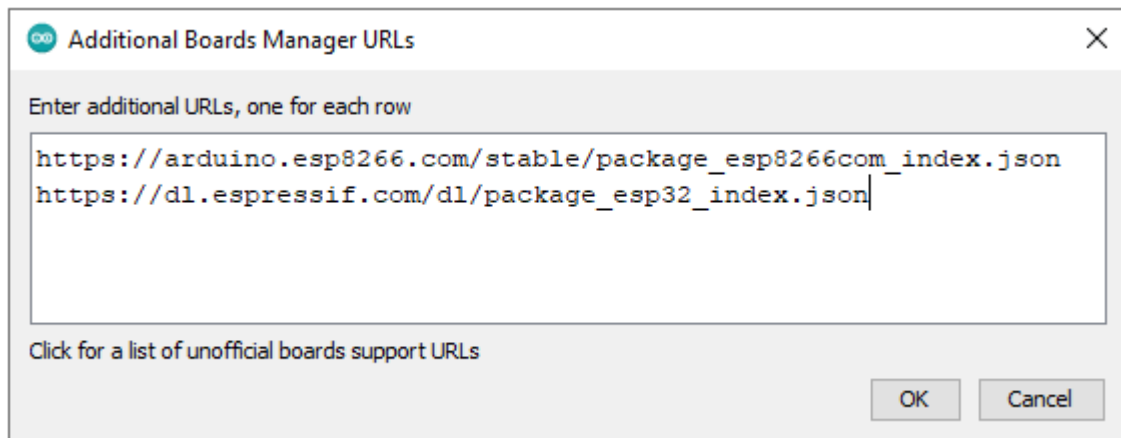 Additional Boards Manager URLs
Enter additional URLs, one for each row
https://arduino.esp8266.com/stable/package_esp8266com_index.json
https://dl.espressif.com/dl/package_esp32_index.json
Click for a list of unofficial boards support URLs
OK Cancel